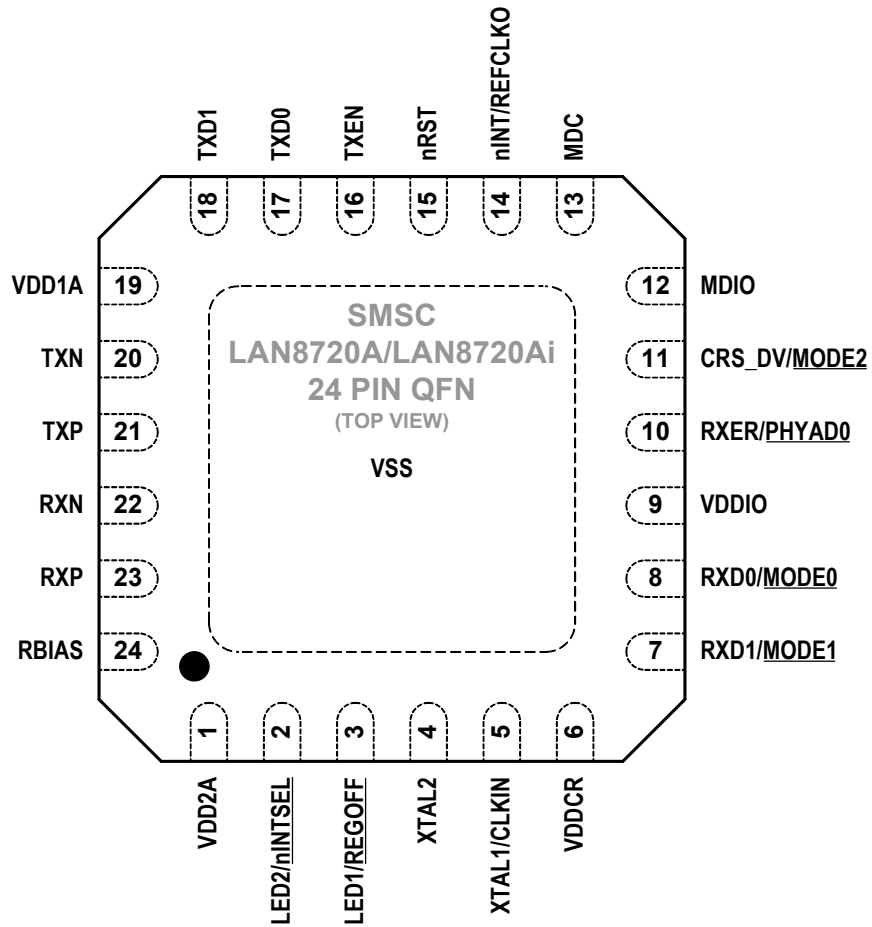 TXD1
TXD0
TXEN
nRST
nINT/REFCLKO
MDC
18
17
16
15
14
13
VDD1A 19
TXN 20
TXP 21
RXN 22
RXP 23
RBIAS 24
SMSC
LAN8720A/LAN8720Ai
24 PIN QFN
(TOP VIEW)
VSS
12 MDIO
11 CRS_DV/MODE2
10 RXER/PHYAD0
9 VDDIO
8 RXD0/MODE0
7 RXD1/MODE1
1
2
3
4
5
6
VDD2A
LED2/nINTSEL
LED1/REGOFF
XTAL2
XTAL1/CLKIN
VDDCR